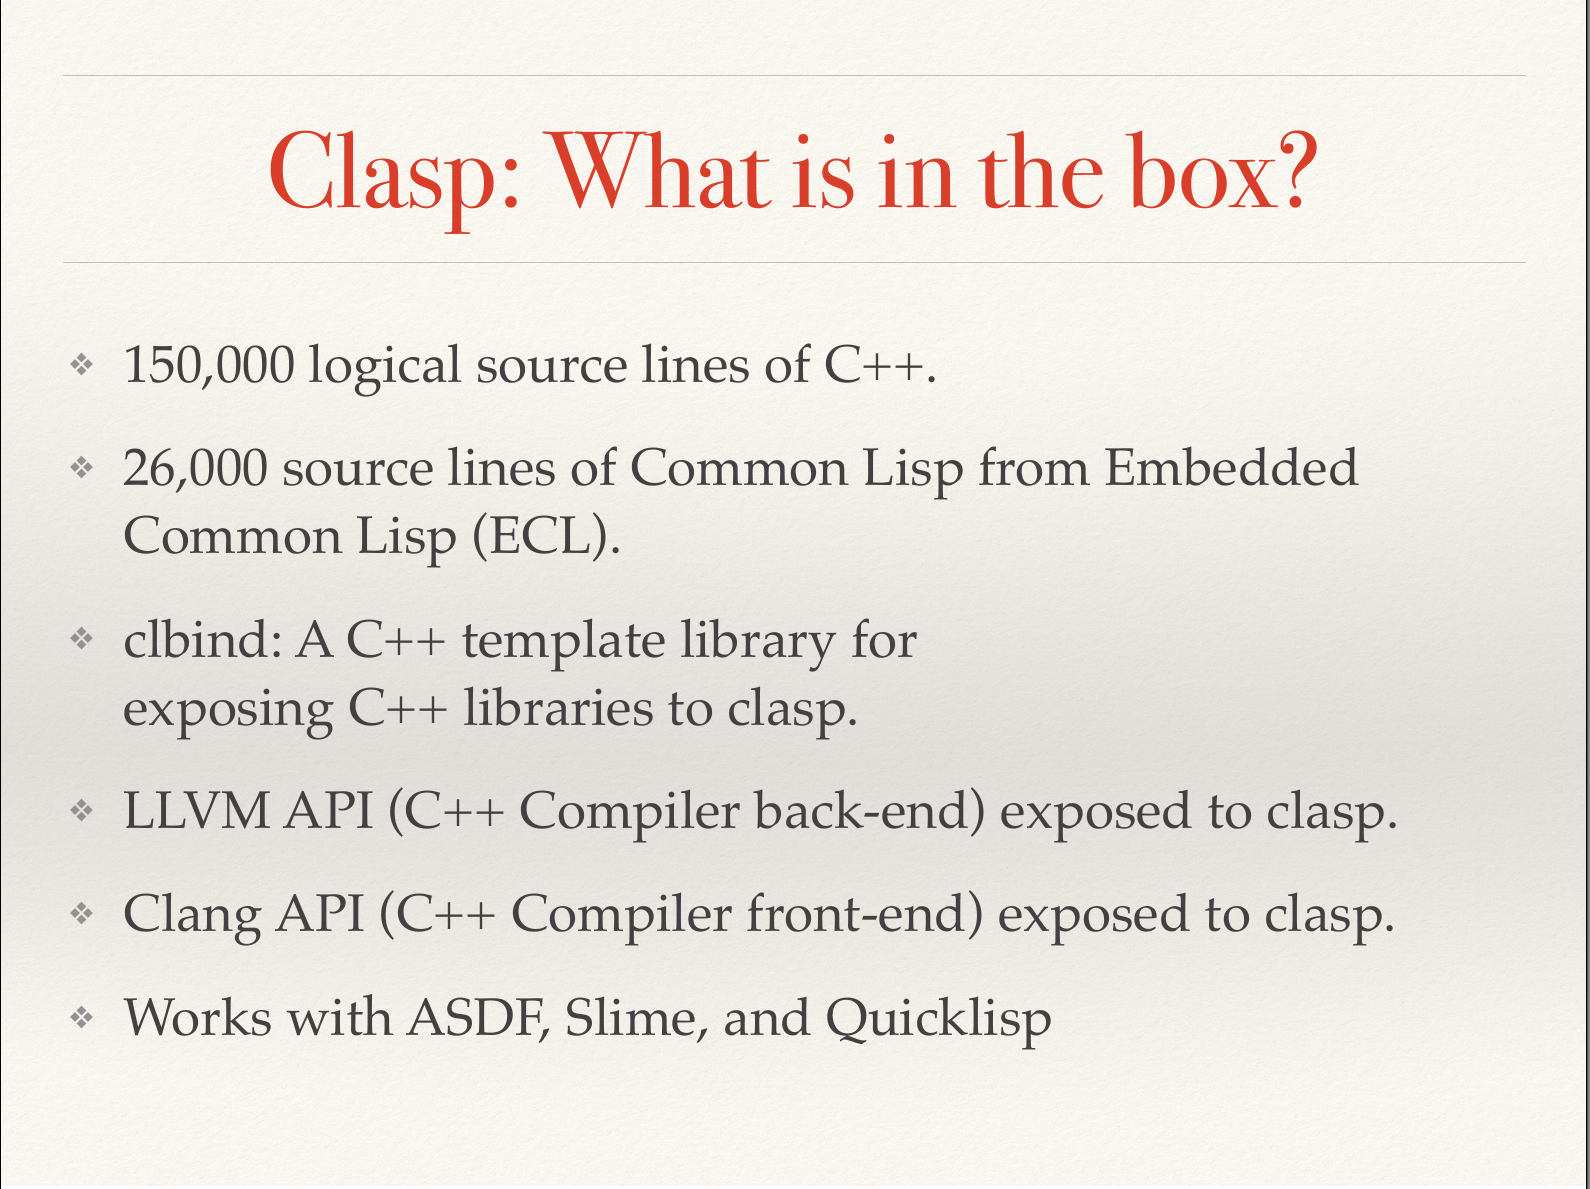 Clasp: What is in the box?
❖ 150,000 logical source lines of C++.
❖ 26,000 source lines of Common Lisp from Embedded
Common Lisp (ECL).
❖ clbind: A C++ template library for
exposing C++ libraries to clasp.
❖ LLVM API (C++ Compiler back-end) exposed to clasp.
❖ Clang API (C++ Compiler front-end) exposed to clasp.
❖ Works with ASDF, Slime, and Quicklisp